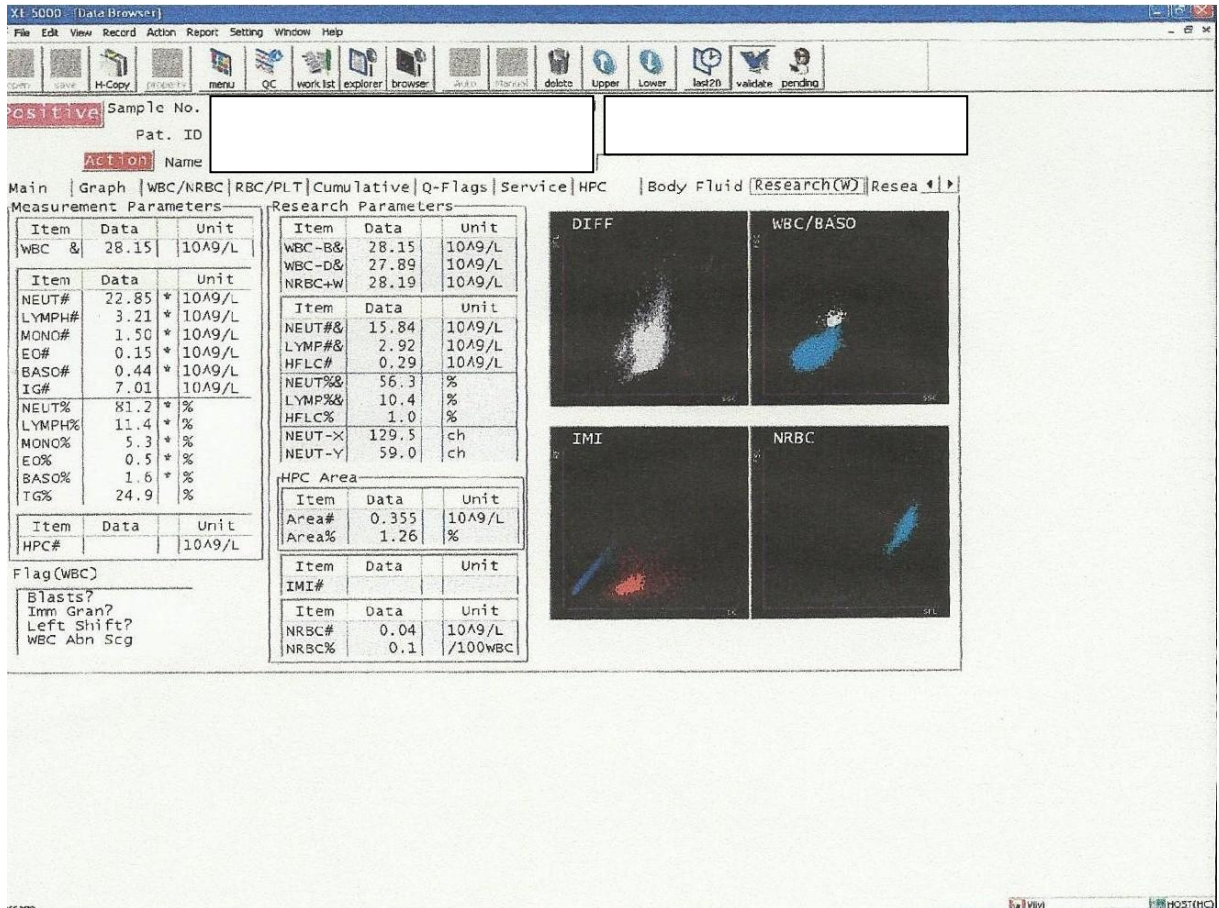 XE-5000 - [Data Browser]
File Edit View Record Action Report Setting Window Help
save H-Copy property menu QC work list explorer browser Auto Manual delete Upper Lower last20 validate pending
Positive Sample No.
Pat. ID
Action Name
Main Graph WBC/NRBC RBC/PLT Cumulative Q-Flags Service HPC Body Fluid Research(W) Resea
Measurement Parameters
Item Data Unit
WBC & 28.15 10^9/L
Item Data Unit
NEUT# 22.85 * 10^9/L
LYMPH# 3.21 * 10^9/L
MONO# 1.50 * 10^9/L
EO# 0.15 * 10^9/L
BASO# 0.44 * 10^9/L
IG# 7.01 10^9/L
NEUT% 81.2 * %
LYMPH% 11.4 * %
MONO% 5.3 * %
EO% 0.5 * %
BASO% 1.6 * %
IG% 24.9 %
Item Data Unit
HPC# 10^9/L
Flag(WBC)
Blasts?
Imm Gran?
Left Shift?
WBC Abn Scg
Research Parameters
Item Data Unit
WBC-B& 28.15 10^9/L
WBC-D& 27.89 10^9/L
NRBC+W 28.19 10^9/L
Item Data Unit
NEUT#& 15.84 10^9/L
LYMP#& 2.92 10^9/L
HFLC# 0.29 10^9/L
NEUT%& 56.3 %
LYMP%& 10.4 %
HFLC% 1.0 %
NEUT-X 129.5 ch
NEUT-Y 59.0 ch
HPC Area
Item Data Unit
Area# 0.355 10^9/L
Area% 1.26 %
Item Data Unit
IMI#
Item Data Unit
NRBC# 0.04 10^9/L
NRBC% 0.1 /100WBC
DIFF
SSC
WBC/BASO
SSC
IMI
NRBC
SFL
HOST(HC)